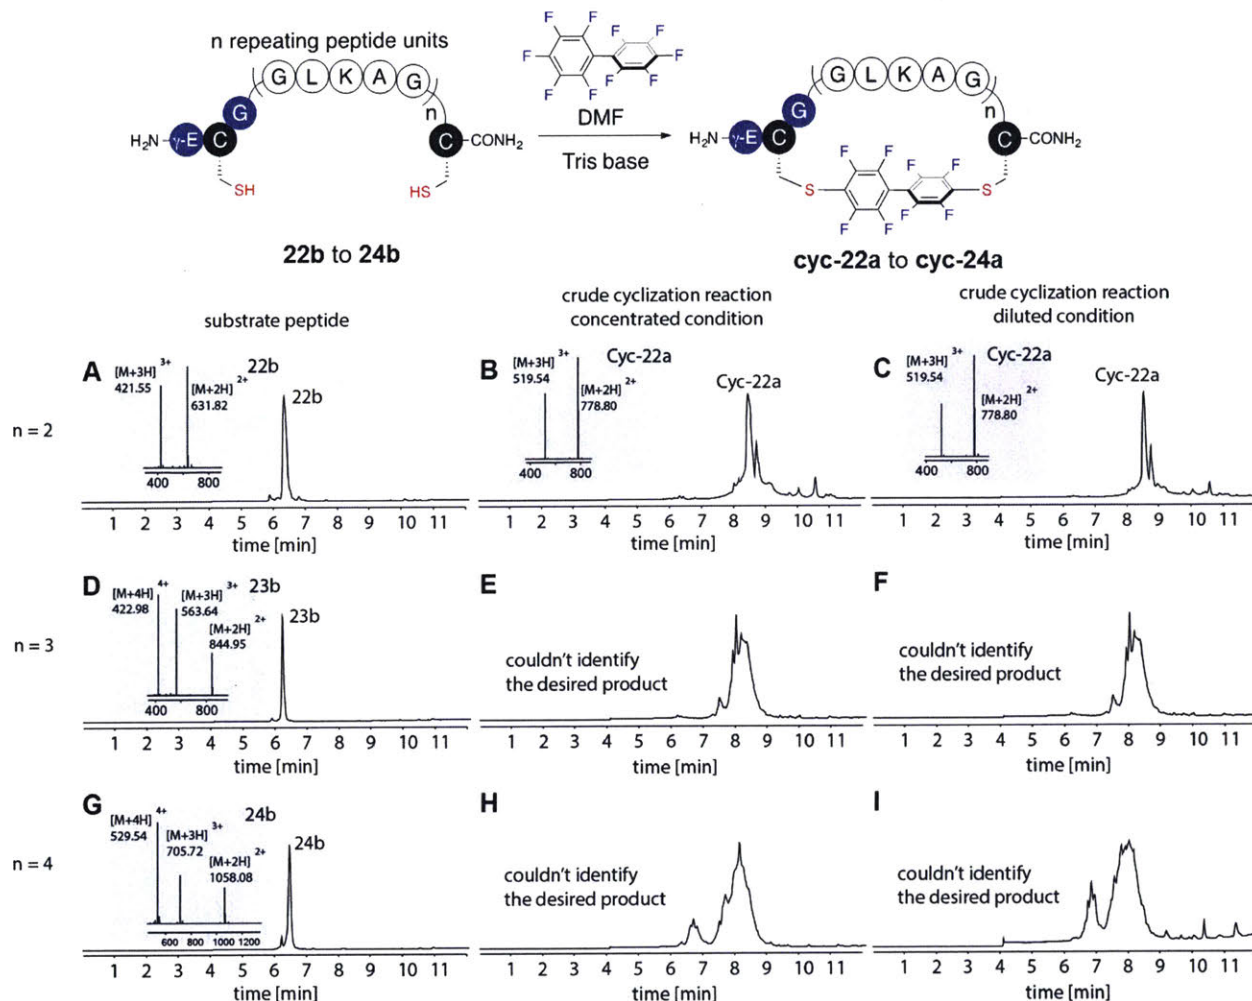 n repeating peptide units
G L K A G
n
G
H₂N γ-E C
C CONH₂
SH
HS
F F F F F F F F F F
DMF
Tris base
G L K A G
n
G
H₂N γ-E C
C CONH₂
S
F F F F F F F F
S
22b to 24b
cyc-22a to cyc-24a
substrate peptide
crude cyclization reaction
concentrated condition
crude cyclization reaction
diluted condition
n = 2
A
[M+3H] 3+
421.55
22b
[M+2H] 2+
631.82
400 800
22b
1 2 3 4 5 6 7 8 9 10 11
time [min]
B
[M+3H] 3+
519.54
Cyc-22a
[M+2H] 2+
778.80
400 800
Cyc-22a
1 2 3 4 5 6 7 8 9 10 11
time [min]
C
[M+3H] 3+
519.54
Cyc-22a
[M+2H] 2+
778.80
400 800
Cyc-22a
1 2 3 4 5 6 7 8 9 10 11
time [min]
n = 3
D
[M+4H] 4+
422.98
[M+3H] 3+
563.64
23b
[M+2H] 2+
844.95
400 800
23b
1 2 3 4 5 6 7 8 9 10 11
time [min]
E
couldn't identify
the desired product
1 2 3 4 5 6 7 8 9 10 11
time [min]
F
couldn't identify
the desired product
1 2 3 4 5 6 7 8 9 10 11
time [min]
n = 4
G
[M+4H] 4+
529.54
[M+3H] 3+
705.72
24b
[M+2H] 2+
1058.08
600 800 1000 1200
24b
1 2 3 4 5 6 7 8 9 10 11
time [min]
H
couldn't identify
the desired product
1 2 3 4 5 6 7 8 9 10 11
time [min]
I
couldn't identify
the desired product
1 2 3 4 5 6 7 8 9 10 11
time [min]